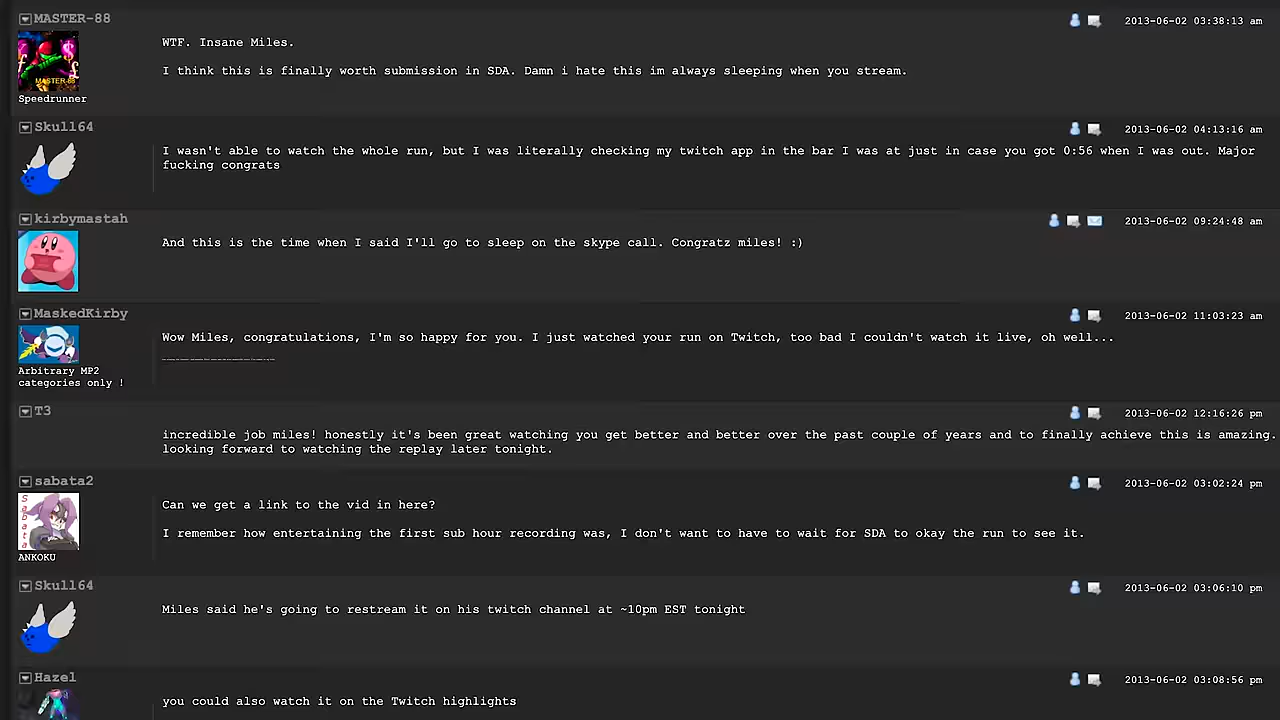 MASTER-88
2013-06-02 03:38:13 am
WTF. Insane Miles.
I think this is finally worth submission in SDA. Damn i hate this im always sleeping when you stream.
MASTER-88
Speedrunner
Skull64
2013-06-02 04:13:16 am
I wasn't able to watch the whole run, but I was literally checking my twitch app in the bar I was at just in case you got 0:56 when I was out. Major
fucking congrats
kirbymastah
2013-06-02 09:24:48 am
And this is the time when I said I'll go to sleep on the skype call. Congratz miles! :)
MaskedKirby
2013-06-02 11:03:23 am
Wow Miles, congratulations, I'm so happy for you. I just watched your run on Twitch, too bad I couldn't watch it live, oh well...
Arbitrary MP2
categories only !
T3
2013-06-02 12:16:26 pm
incredible job miles! honestly it's been great watching you get better and better over the past couple of years and to finally achieve this is amazing.
looking forward to watching the replay later tonight.
sabata2
2013-06-02 03:02:24 pm
Can we get a link to the vid in here?
I remember how entertaining the first sub hour recording was, I don't want to have to wait for SDA to okay the run to see it.
Sabata
ANKOKU
Skull64
2013-06-02 03:06:10 pm
Miles said he's going to restream it on his twitch channel at ~10pm EST tonight
Hazel
2013-06-02 03:08:56 pm
you could also watch it on the Twitch highlights